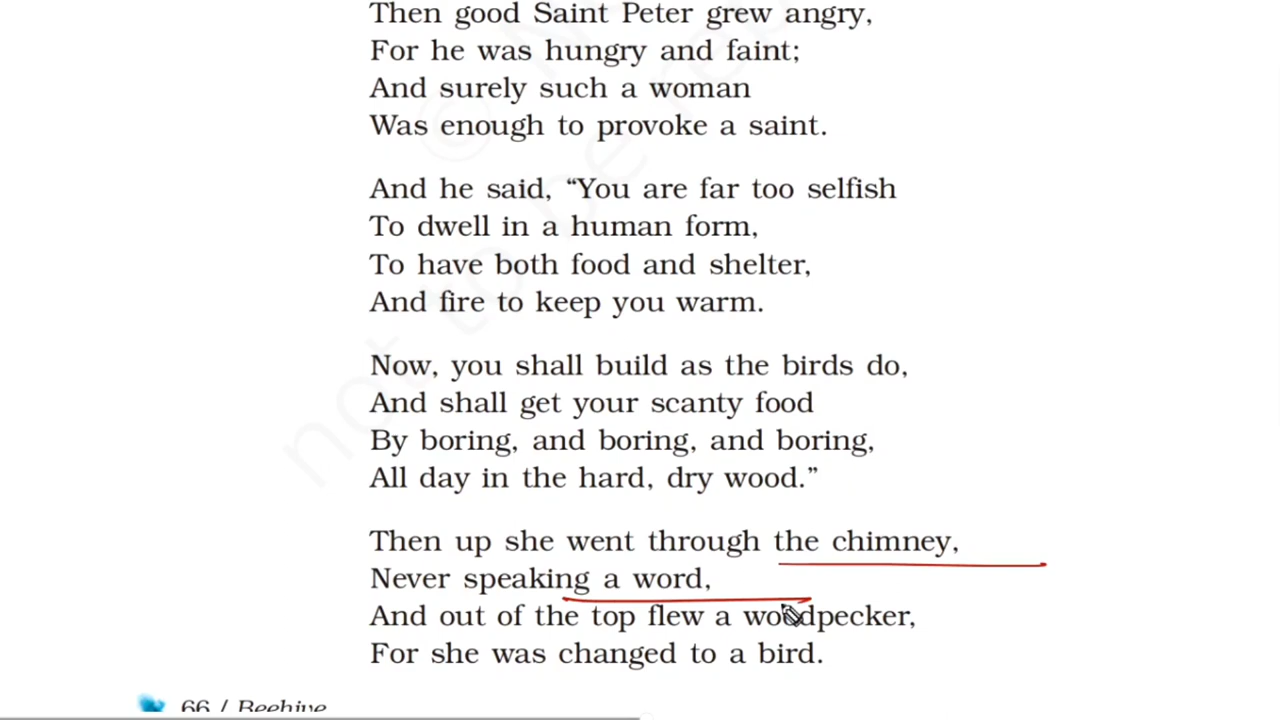 Then good Saint Peter grew angry,
For he was hungry and faint;
And surely such a woman
Was enough to provoke a saint.
And he said, “You are far too selfish
To dwell in a human form,
To have both food and shelter,
And fire to keep you warm.
Now, you shall build as the birds do,
And shall get your scanty food
By boring, and boring, and boring,
All day in the hard, dry wood.”
Then up she went through the chimney,
Never speaking a word,
And out of the top flew a woodpecker,
For she was changed to a bird.
66 / Beehive
not to be re